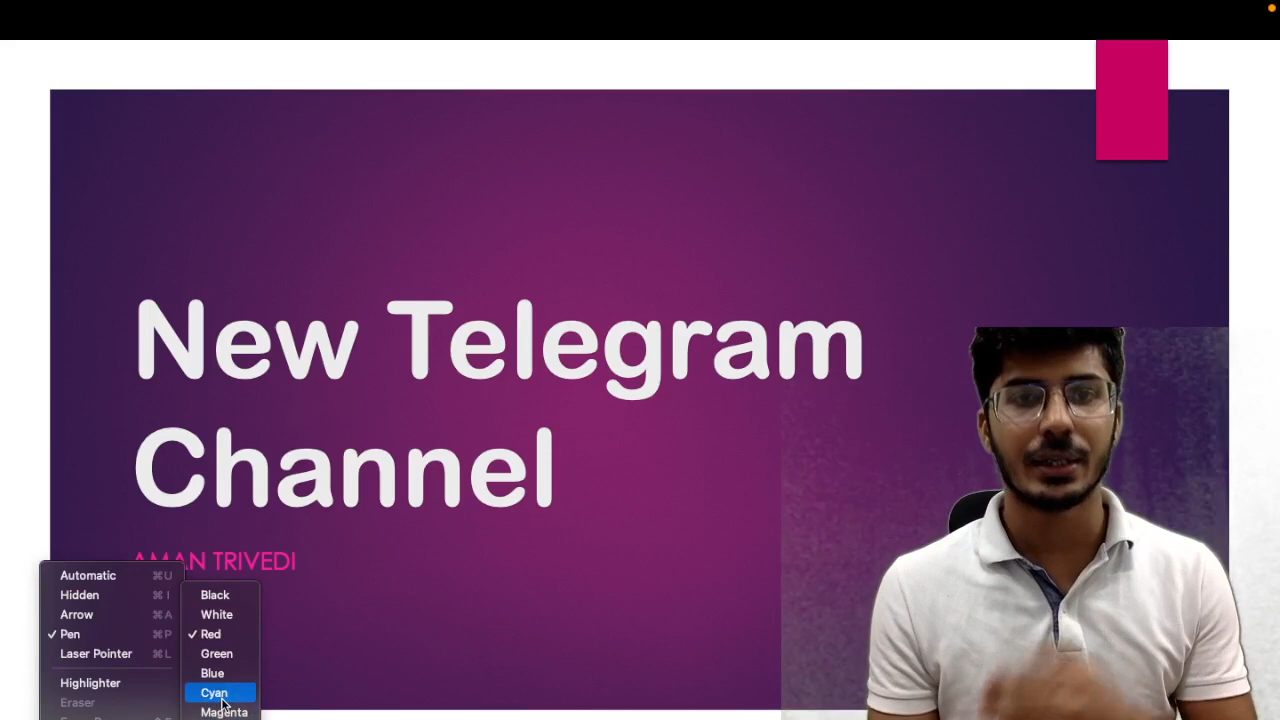 New Telegram
Channel
AMAN TRIVEDI
Automatic ⌘U
Hidden ⌘I
Arrow ⌘A
✓ Pen ⌘P
Laser Pointer ⌘L
Highlighter
Eraser
Black
White
✓ Red
Green
Blue
Cyan
Magenta